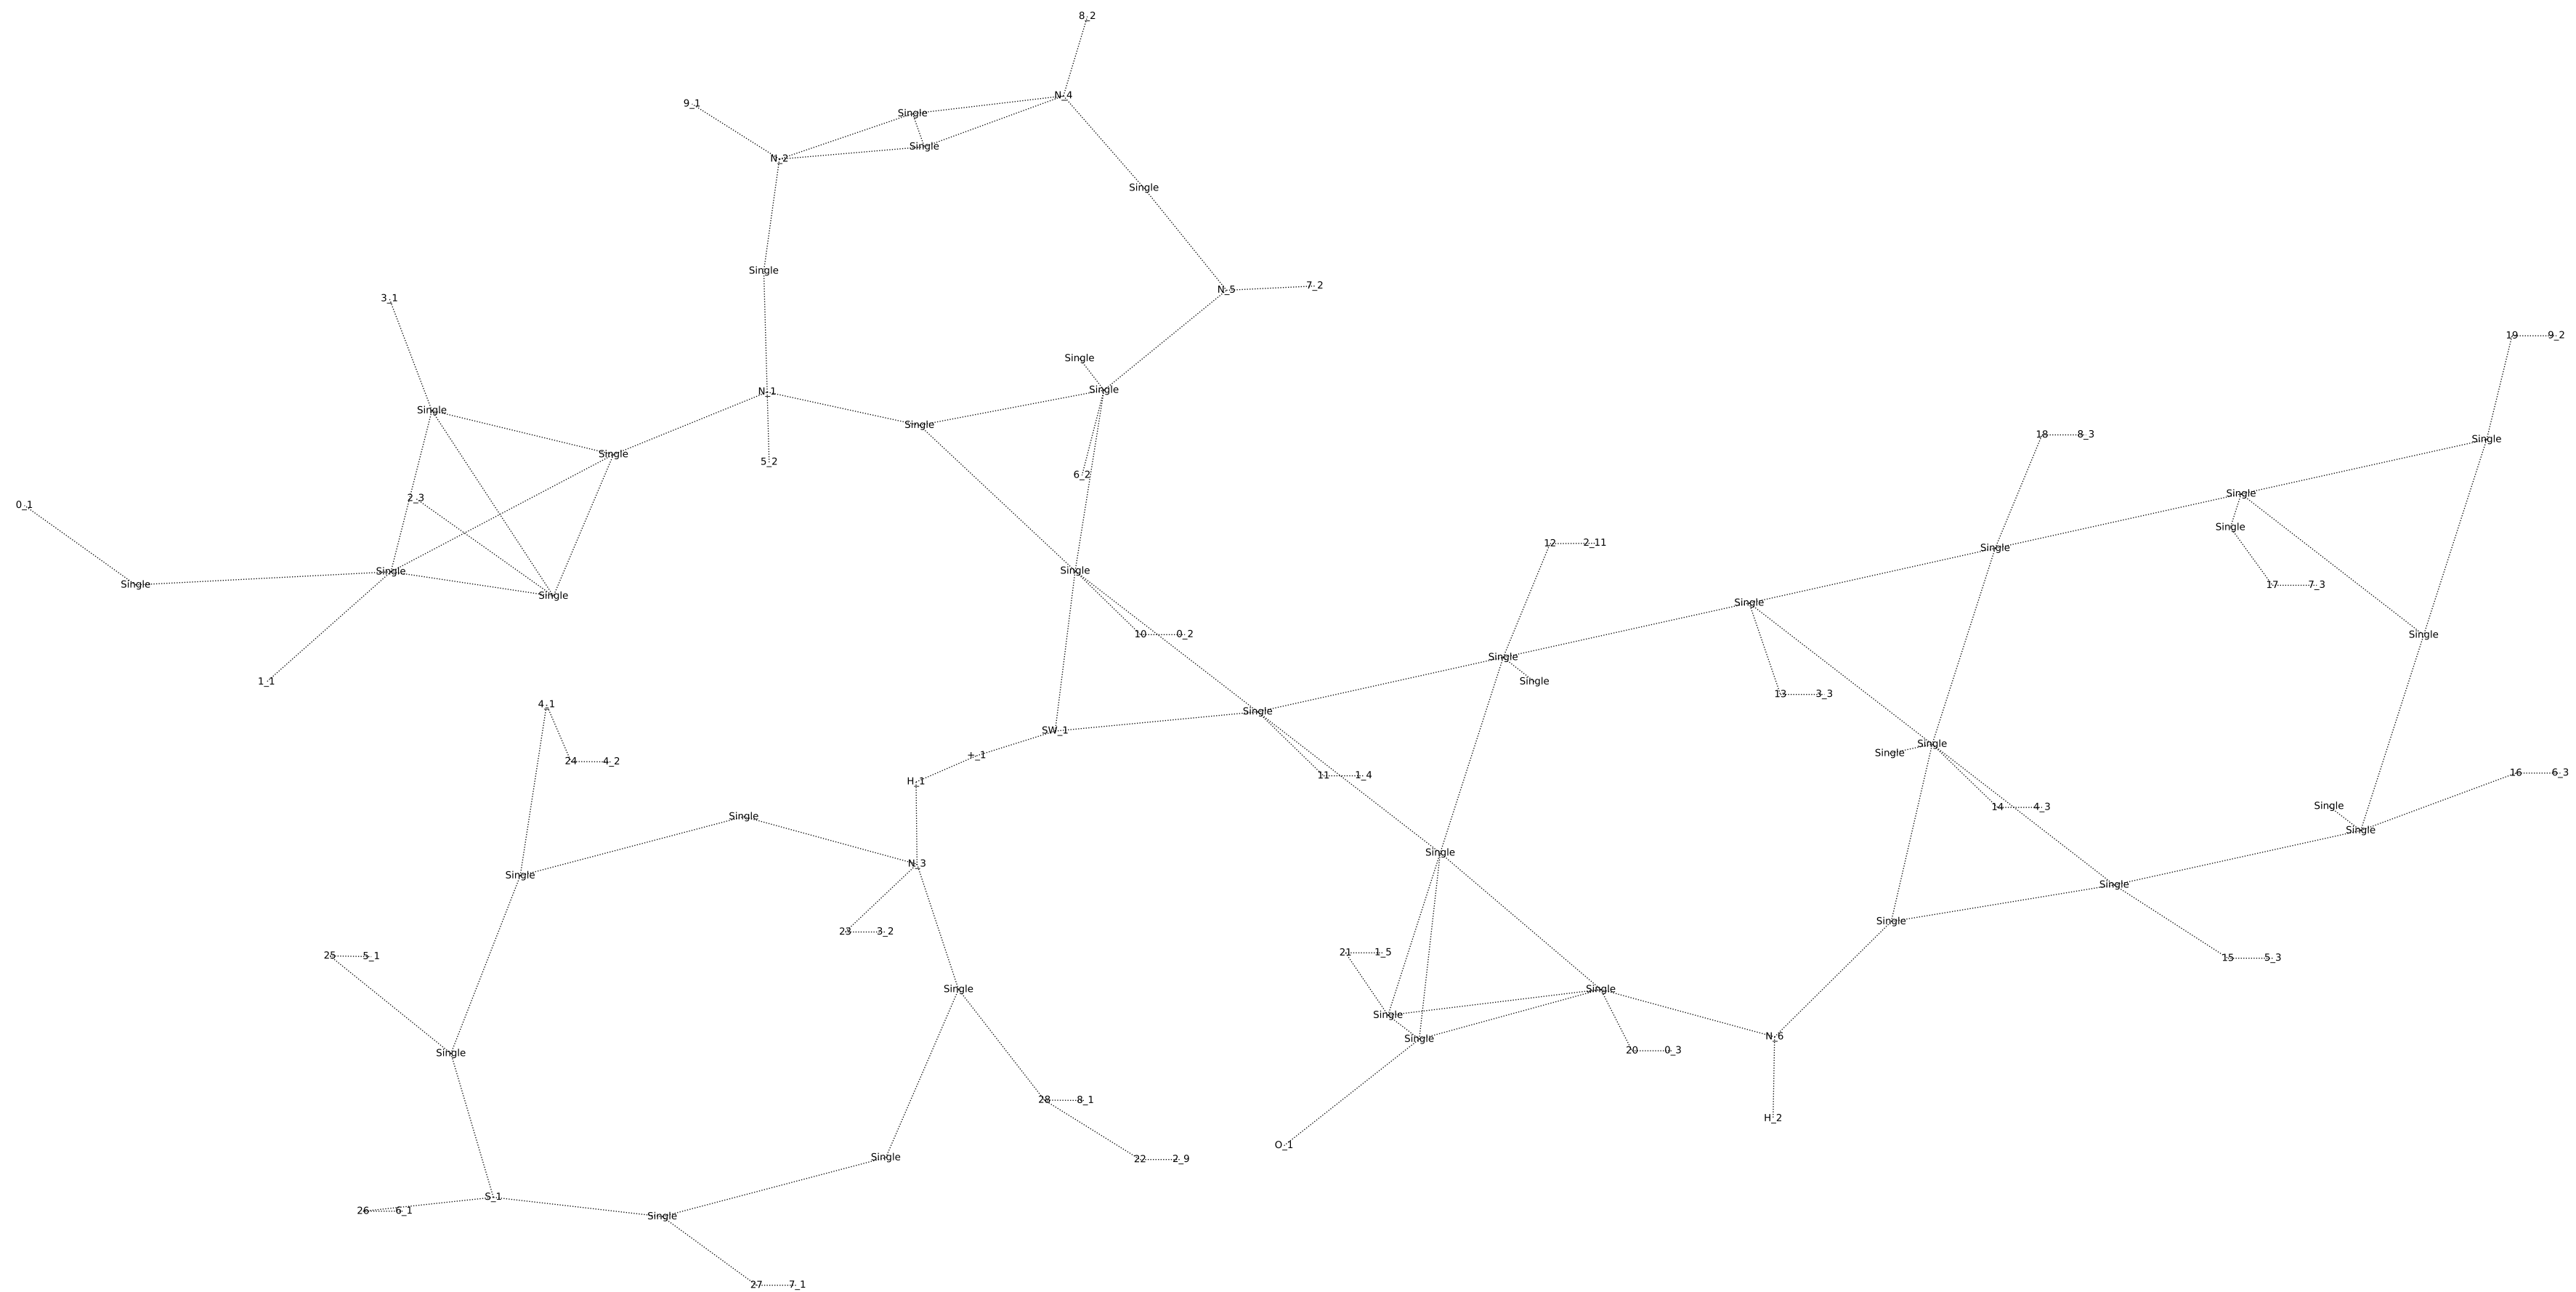 8_2
N_4
9_1
Single
Single
N_2
Single
Single
N_5 7_2
3_1
19 9_2
Single
Single
N_1
Single
Single
Single
18 8_3
Single
Single
5_2
6_2
Single
2_3
0_1
Single
12 2_11
Single
Single
Single
Single
17 7_3
Single
Single
10 0_2
Single
Single
1_1
Single
13 3_3
4_1
Single
SW_1
Single
Single
+_1
24 4_2
16 6_3
11 1_4
H_1
Single
14 4_3
Single
Single
Single
N_3
Single
Single
Single
23 3_2
21 1_5
25 5_1
15 5_3
Single
Single
Single
N_6
Single
20 0_3
Single
28 8_1
H_2
O_1
Single
22 2_9
S_1
26 6_1
Single
27 7_1